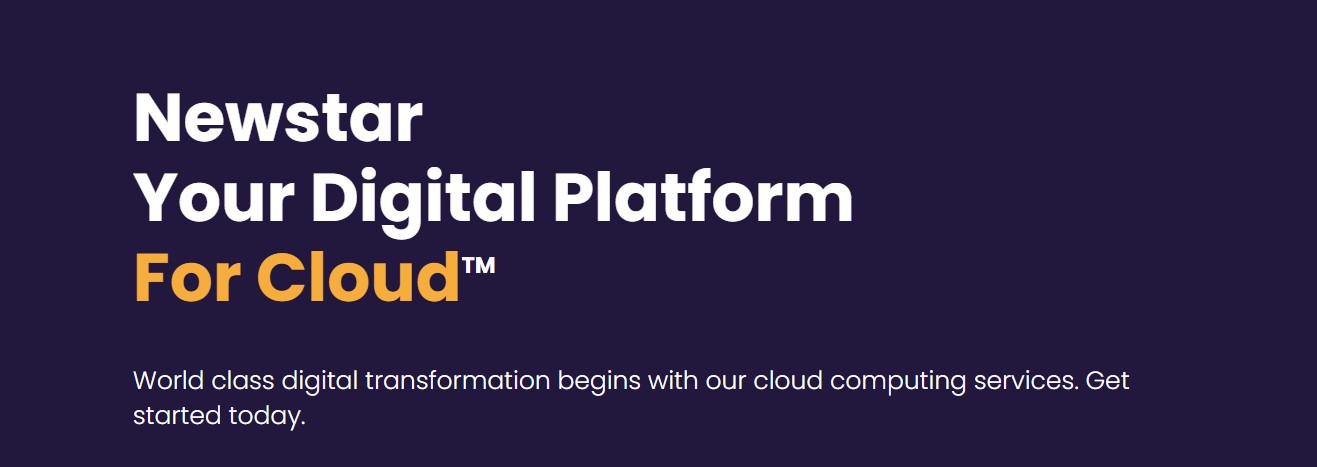 Newstar
Your Digital Platform
For Cloud™
World class digital transformation begins with our cloud computing services. Get
started today.